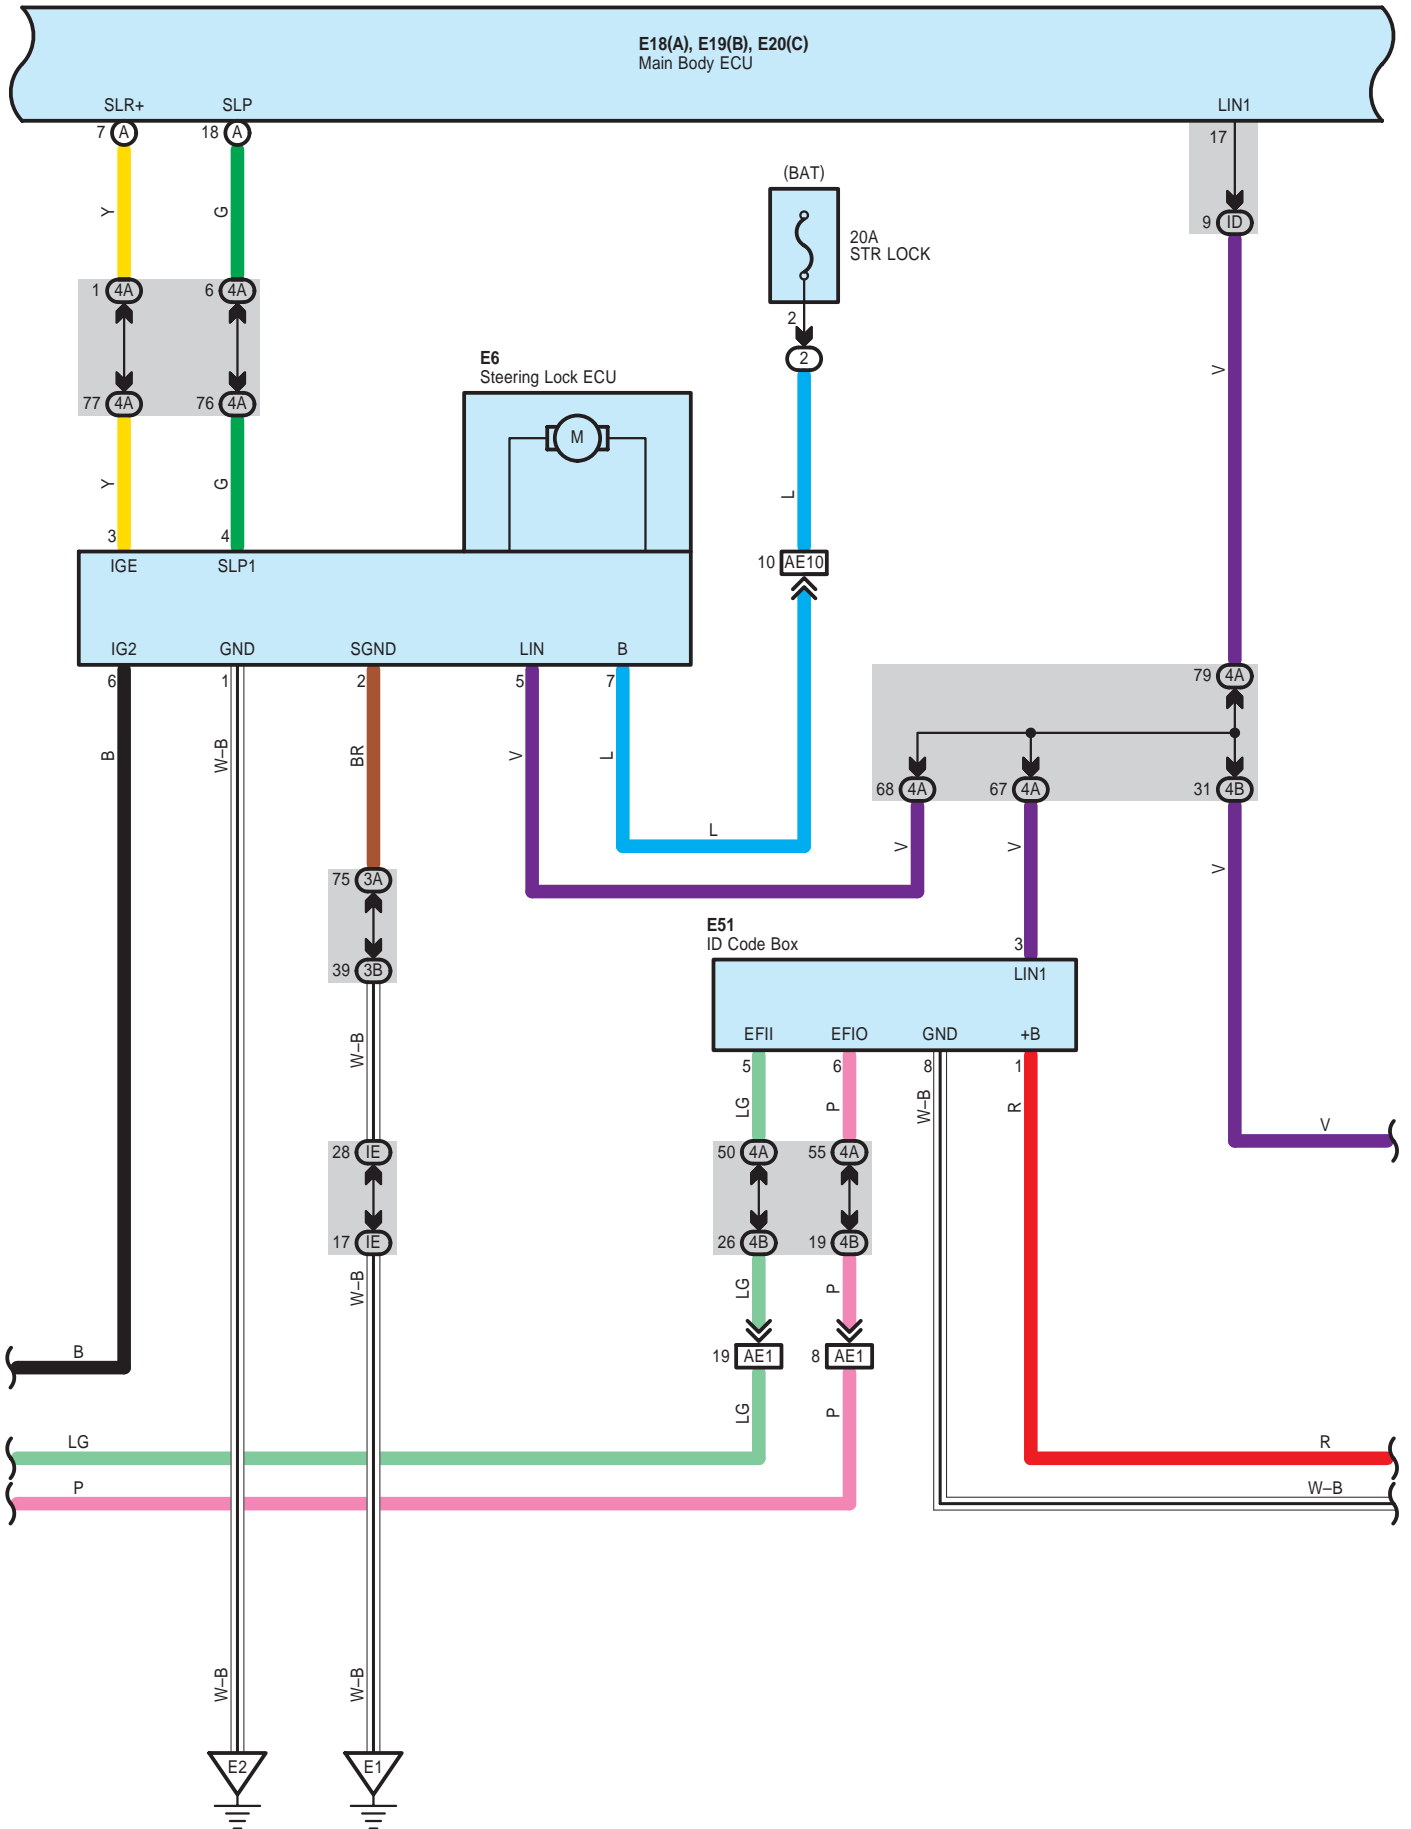 E18(A), E19(B), E20(C)
Main Body ECU
SLR+
SLP
LIN1
7 A
18 A
17
(BAT)
9 ID
Y
G
20A
STR LOCK
1 4A
6 4A
2
2
E6
Steering Lock ECU
V
77 4A
76 4A
M
Y
G
L
3
4
10 AE10
IGE
SLP1
IG2
GND
SGND
LIN
B
6
1
2
5
7
79 4A
B
W–B
BR
V
L
68 4A
67 4A
31 4B
L
V
V
V
75 3A
E51
ID Code Box
3
39 3B
LIN1
EFII
EFIO
GND
+B
W–B
5
6
8
1
LG
P
W–B
R
V
28 IE
50 4A
55 4A
17 IE
26 4B
19 4B
W–B
LG
P
B
19 AE1
8 AE1
LG
P
LG
R
P
W–B
W–B
W–B
E2
E1